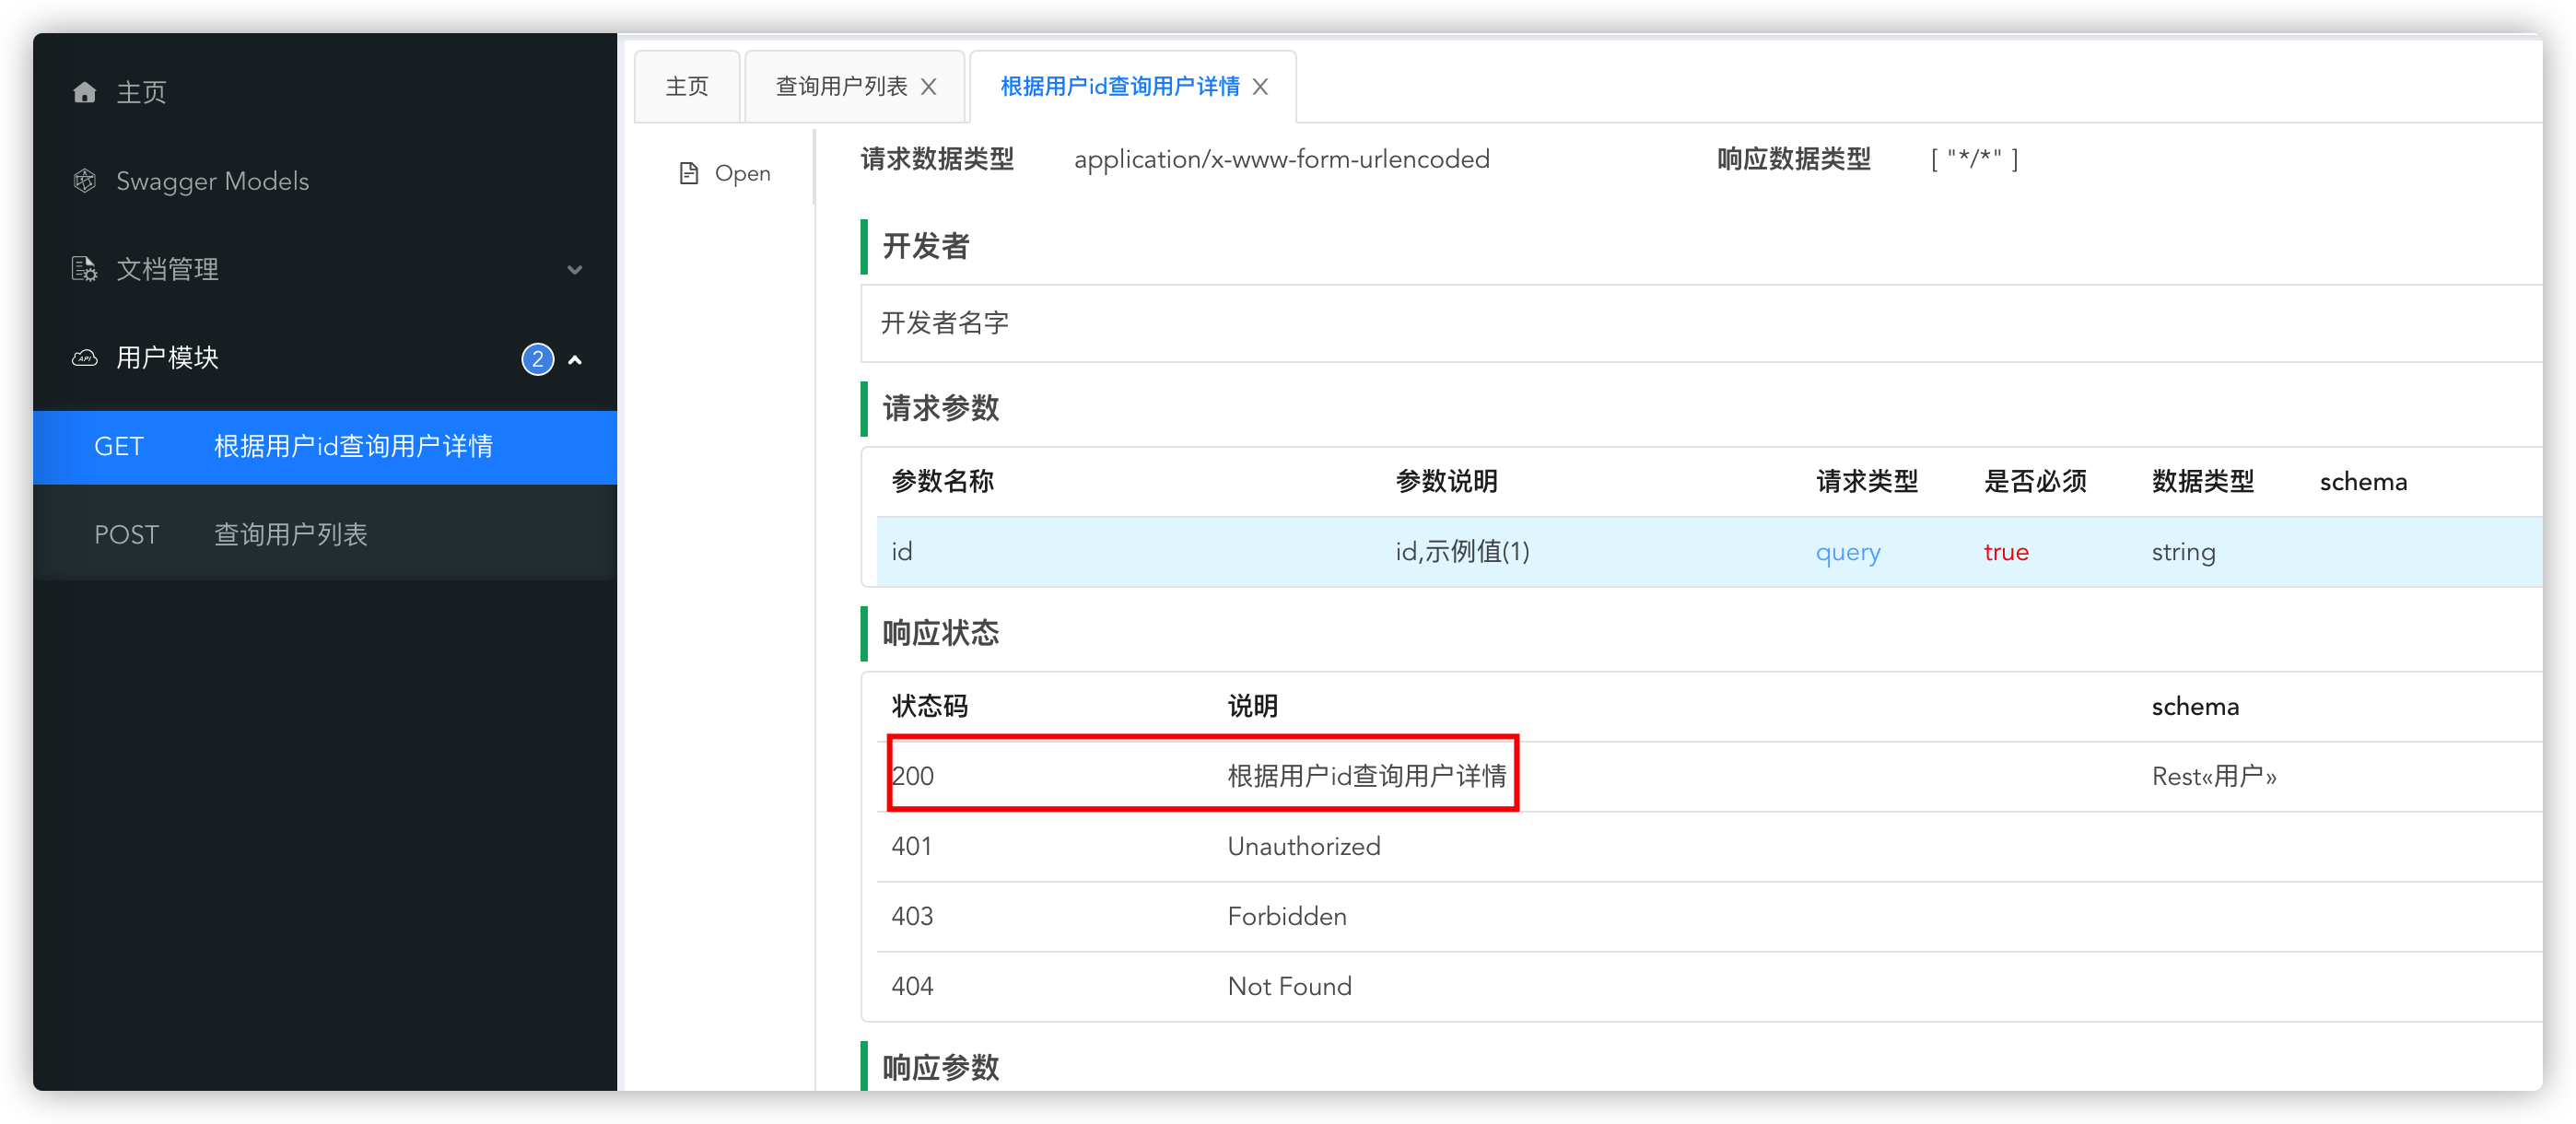 主页
Swagger Models
文档管理
用户模块 2
GET 根据用户id查询用户详情
POST 查询用户列表
主页 查询用户列表 X 根据用户id查询用户详情 X
Open
请求数据类型 application/x-www-form-urlencoded 响应数据类型 [ "*/*" ]
开发者
开发者名字
请求参数
参数名称 参数说明 请求类型 是否必须 数据类型 schema
id id,示例值(1) query true string
响应状态
状态码 说明 schema
200 根据用户id查询用户详情 Rest«用户»
401 Unauthorized
403 Forbidden
404 Not Found
响应参数